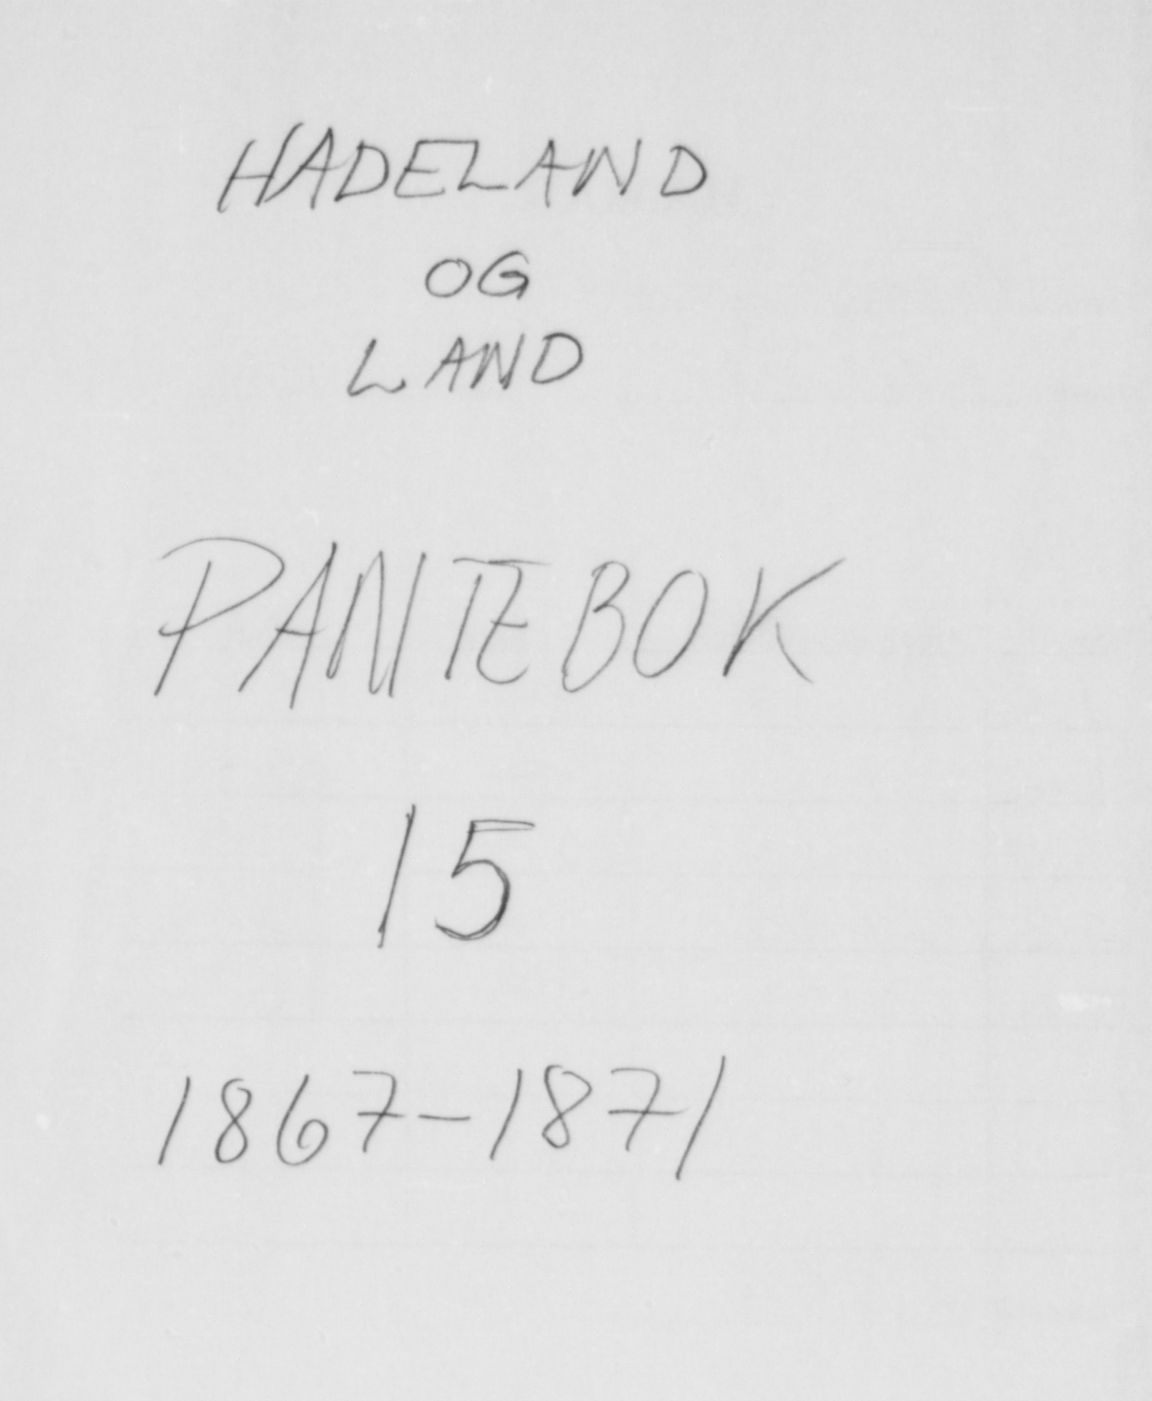 HADELAND
OG
LAND
PANTEBOK
15
1867-1871